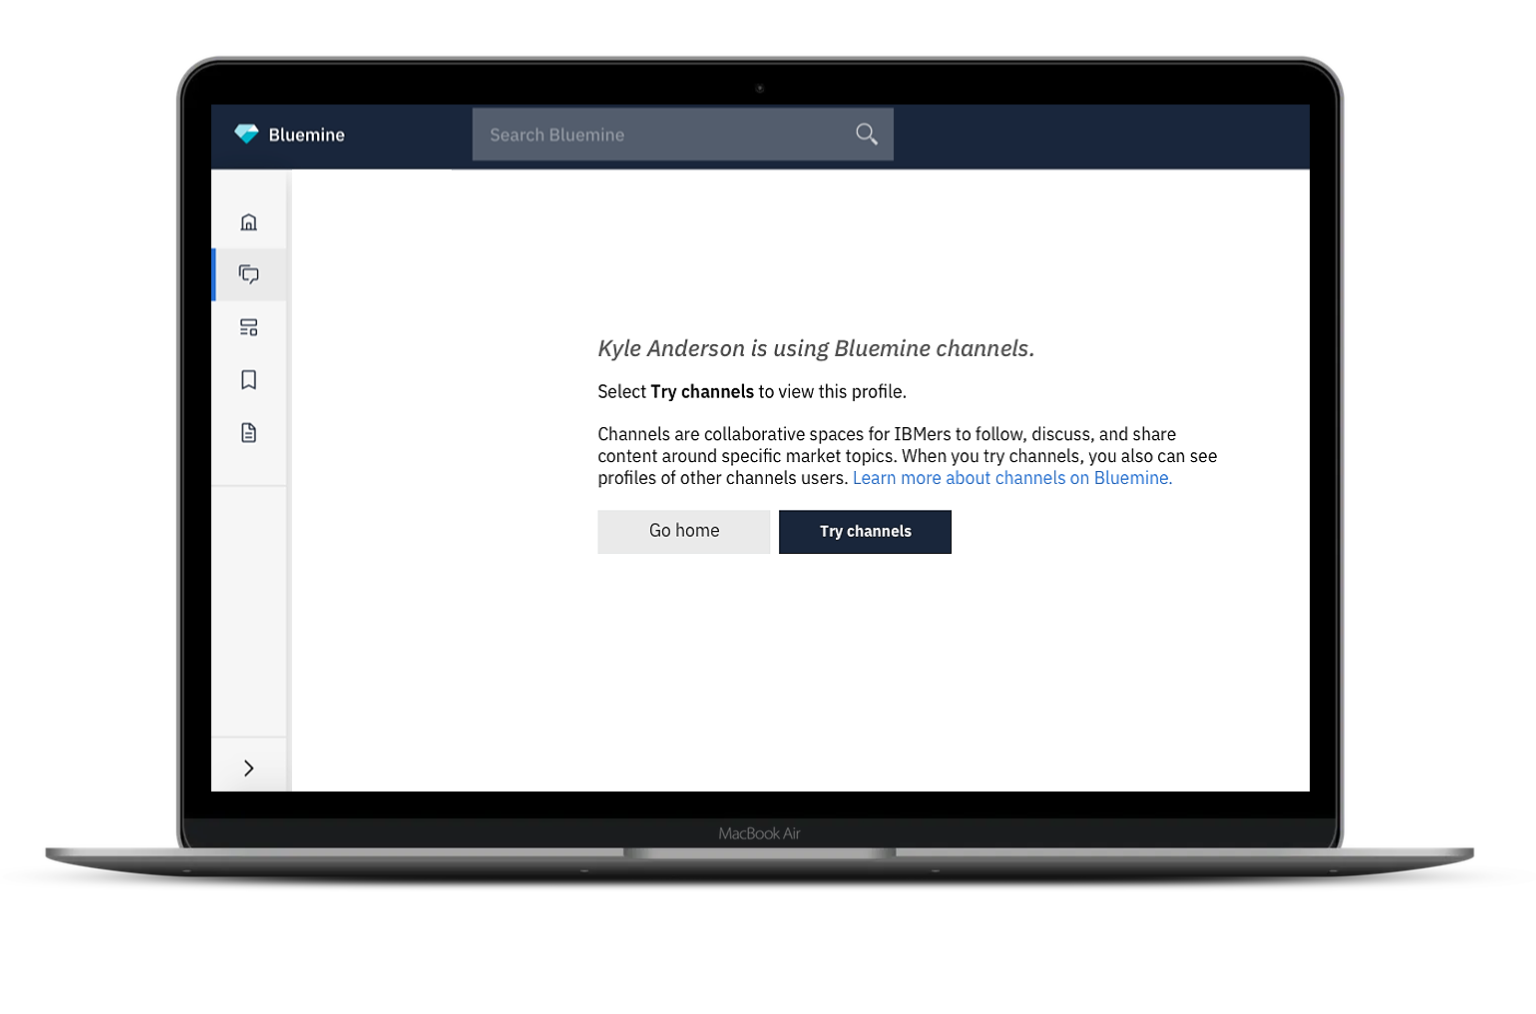 Bluemine
Search Bluemine
Kyle Anderson is using Bluemine channels.
Select Try channels to view this profile.
Channels are collaborative spaces for IBMers to follow, discuss, and share
content around specific market topics. When you try channels, you also can see
profiles of other channels users. Learn more about channels on Bluemine.
Go home
Try channels
MacBook Air